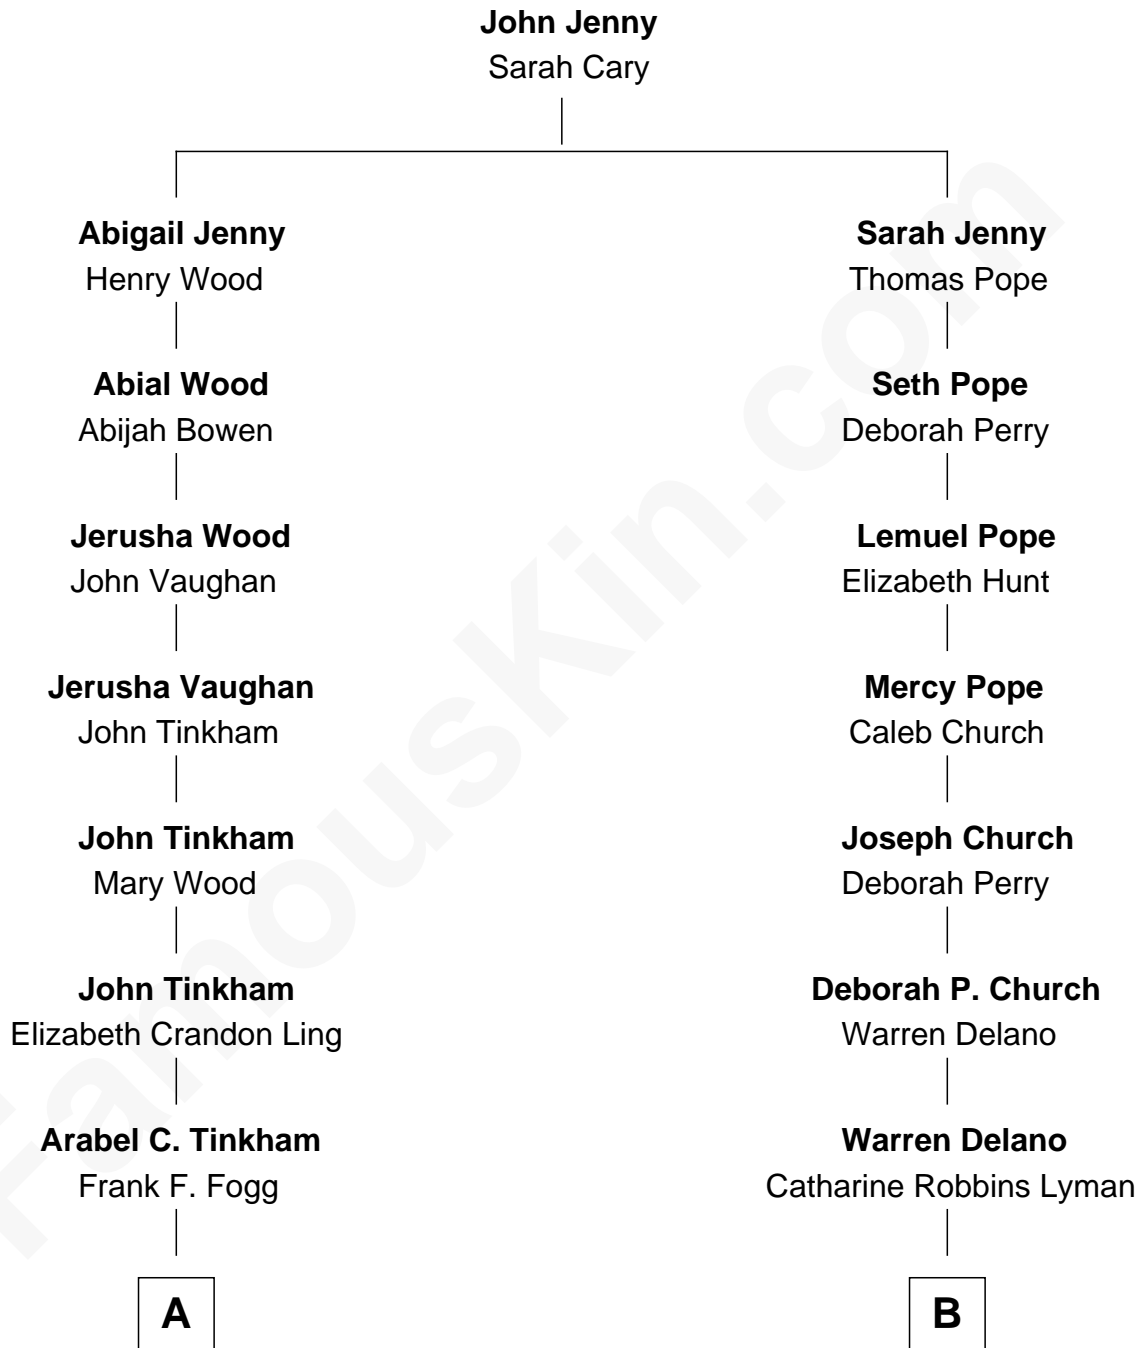 John Jenny
Sarah Cary
Abigail Jenny
Henry Wood
Sarah Jenny
Thomas Pope
Abial Wood
Abijah Bowen
Seth Pope
Deborah Perry
Jerusha Wood
John Vaughan
Lemuel Pope
Elizabeth Hunt
Jerusha Vaughan
John Tinkham
Mercy Pope
Caleb Church
John Tinkham
Mary Wood
Joseph Church
Deborah Perry
John Tinkham
Elizabeth Crandon Ling
Deborah P. Church
Warren Delano
Arabel C. Tinkham
Frank F. Fogg
Warren Delano
Catharine Robbins Lyman
A
B
FamousKin.com